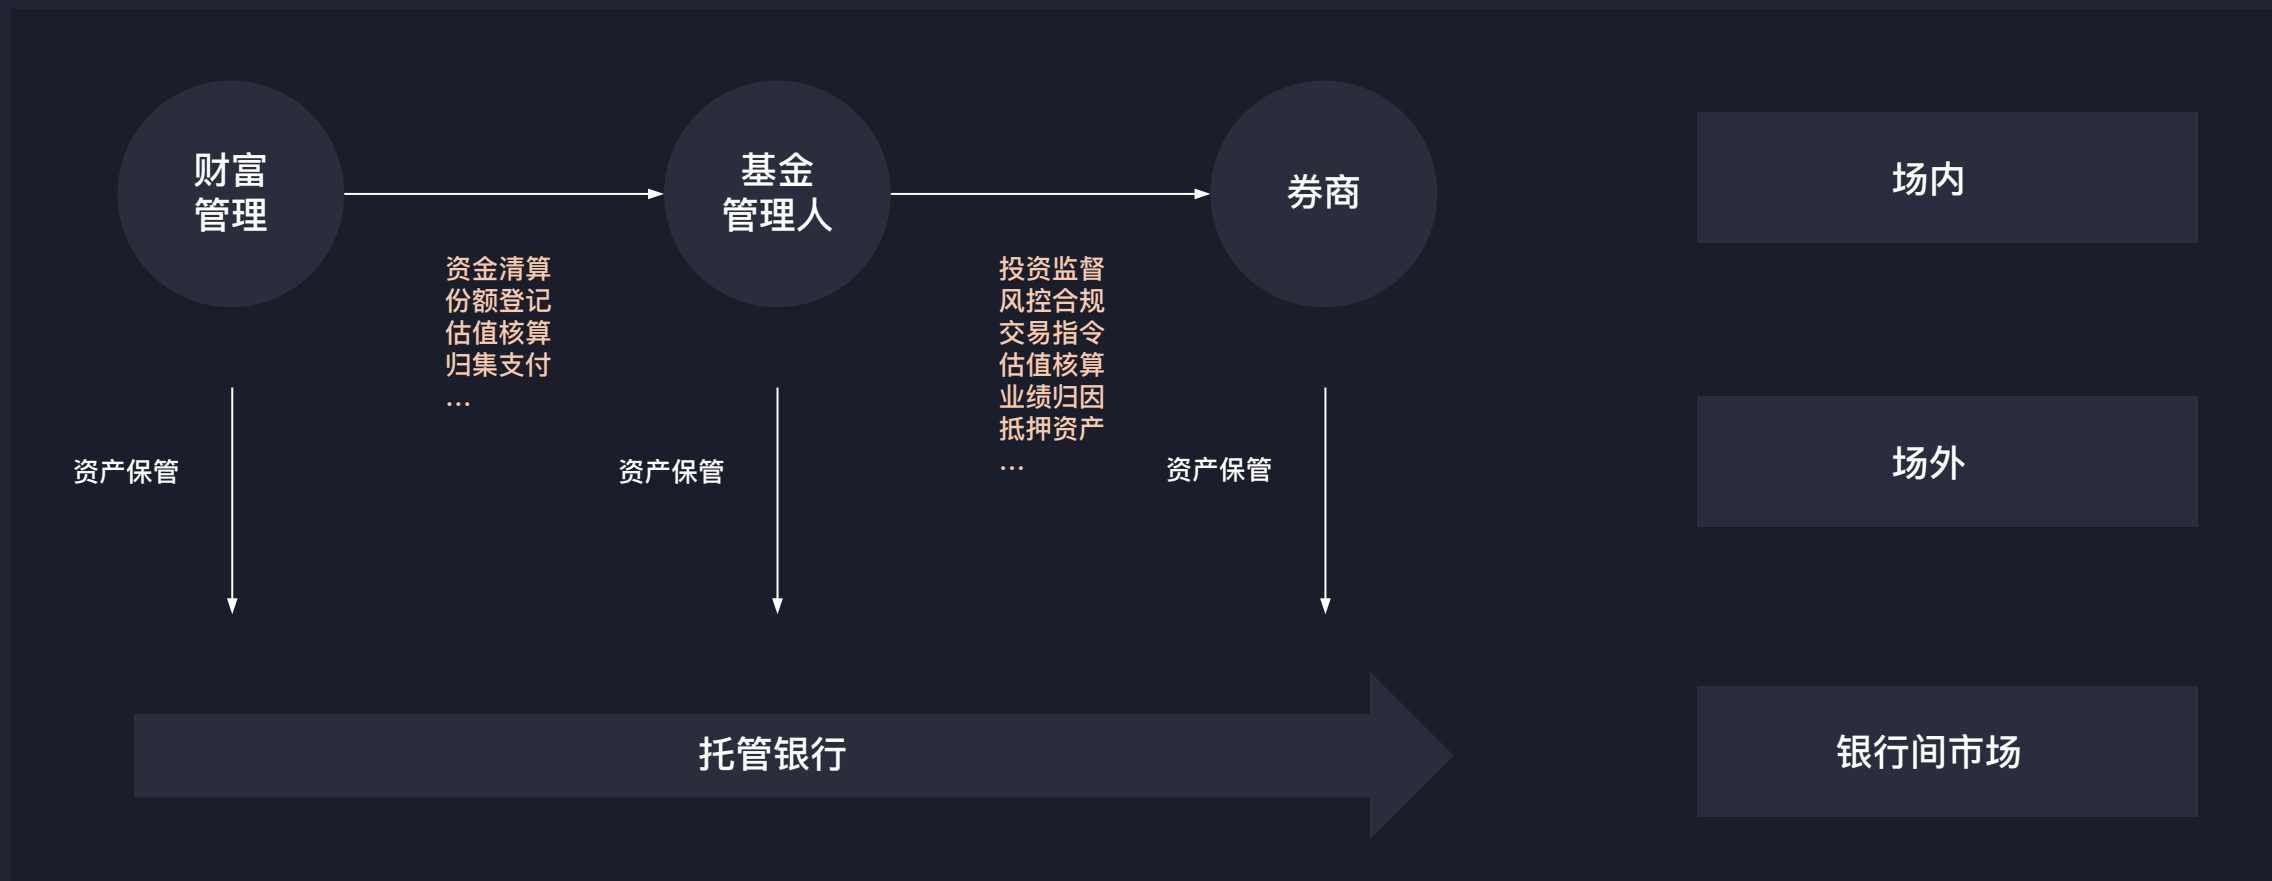 财富
管理
基金
管理人
券商
场内
资金清算
份额登记
估值核算
归集支付
...
投资监督
风控合规
交易指令
估值核算
业绩归因
抵押资产
...
资产保管
资产保管
资产保管
场外
托管银行
银行间市场